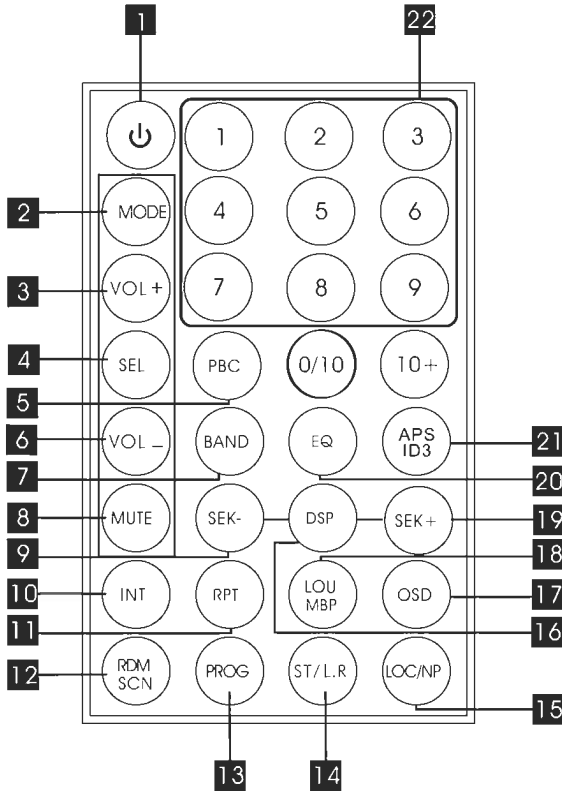 1
22
1 2 3
2
MODE
4 5 6
3
VOL +
7 8 9
4
SEL
PBC
0/10
10+
5
6
VOL _
BAND
EQ
APS
ID3
21
7
20
8
MUTE
SEK-
DSP
SEK+
19
9
18
10
INT
RPT
LOU
MBP
OSD
17
11
16
12
RDM
SCN
PROG
ST/L.R
LOC/NP
15
13
14